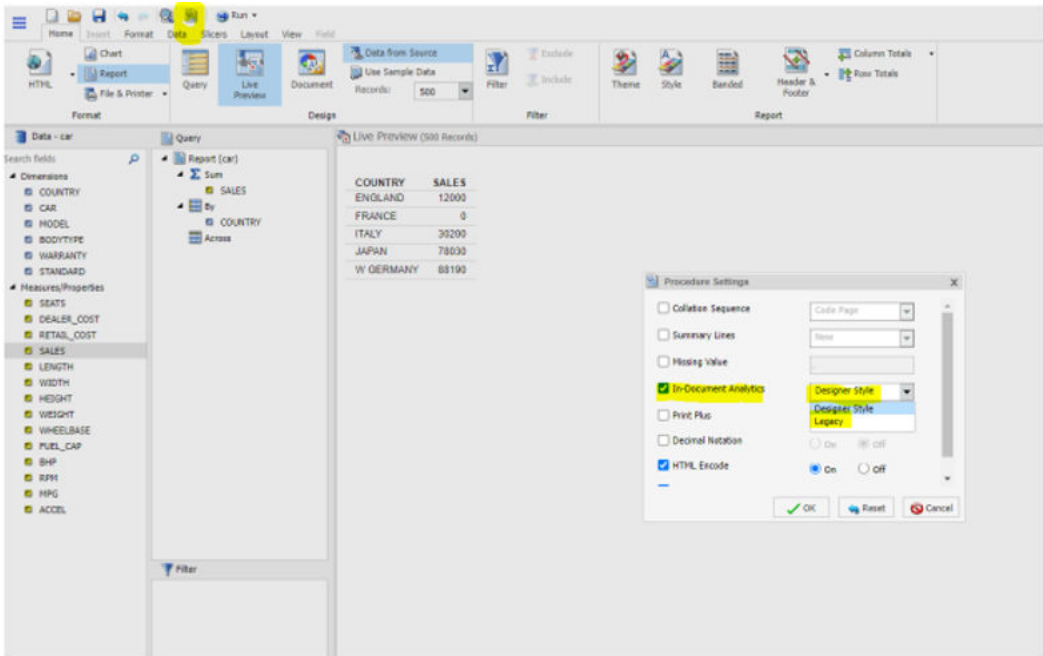 Run
Home Insert Format Data Slicers Layout View Field
HTML
Chart
Report
File & Printer
Format
Query
Live Preview
Document
Data from Source
Use Sample Data
Records: 500
Design
Filter
Exclude
Include
Filter
Theme
Style
Banded
Header & Footer
Column Totals
Row Totals
Report
Data - car
Search fields
Dimensions
COUNTRY
CAR
MODEL
BODYTYPE
WARRANTY
STANDARD
Measures/Properties
SEATS
DEALER_COST
RETAIL_COST
SALES
LENGTH
WIDTH
HEIGHT
WEIGHT
WHEELBASE
FUEL_CAP
BHP
RPM
MPG
ACCEL
Query
Report (car)
Sum
SALES
By
COUNTRY
Across
Filter
Live Preview (500 Records)
COUNTRY SALES
ENGLAND 12000
FRANCE 0
ITALY 30200
JAPAN 78030
W GERMANY 88190
Procedure Settings X
Collation Sequence Code Page
Summary Lines New
Missing Value .
In-Document Analytics Designer Style
Designer Style
Legacy
Print Plus
Decimal Notation On Off
HTML Encode On Off
OK Reset Cancel